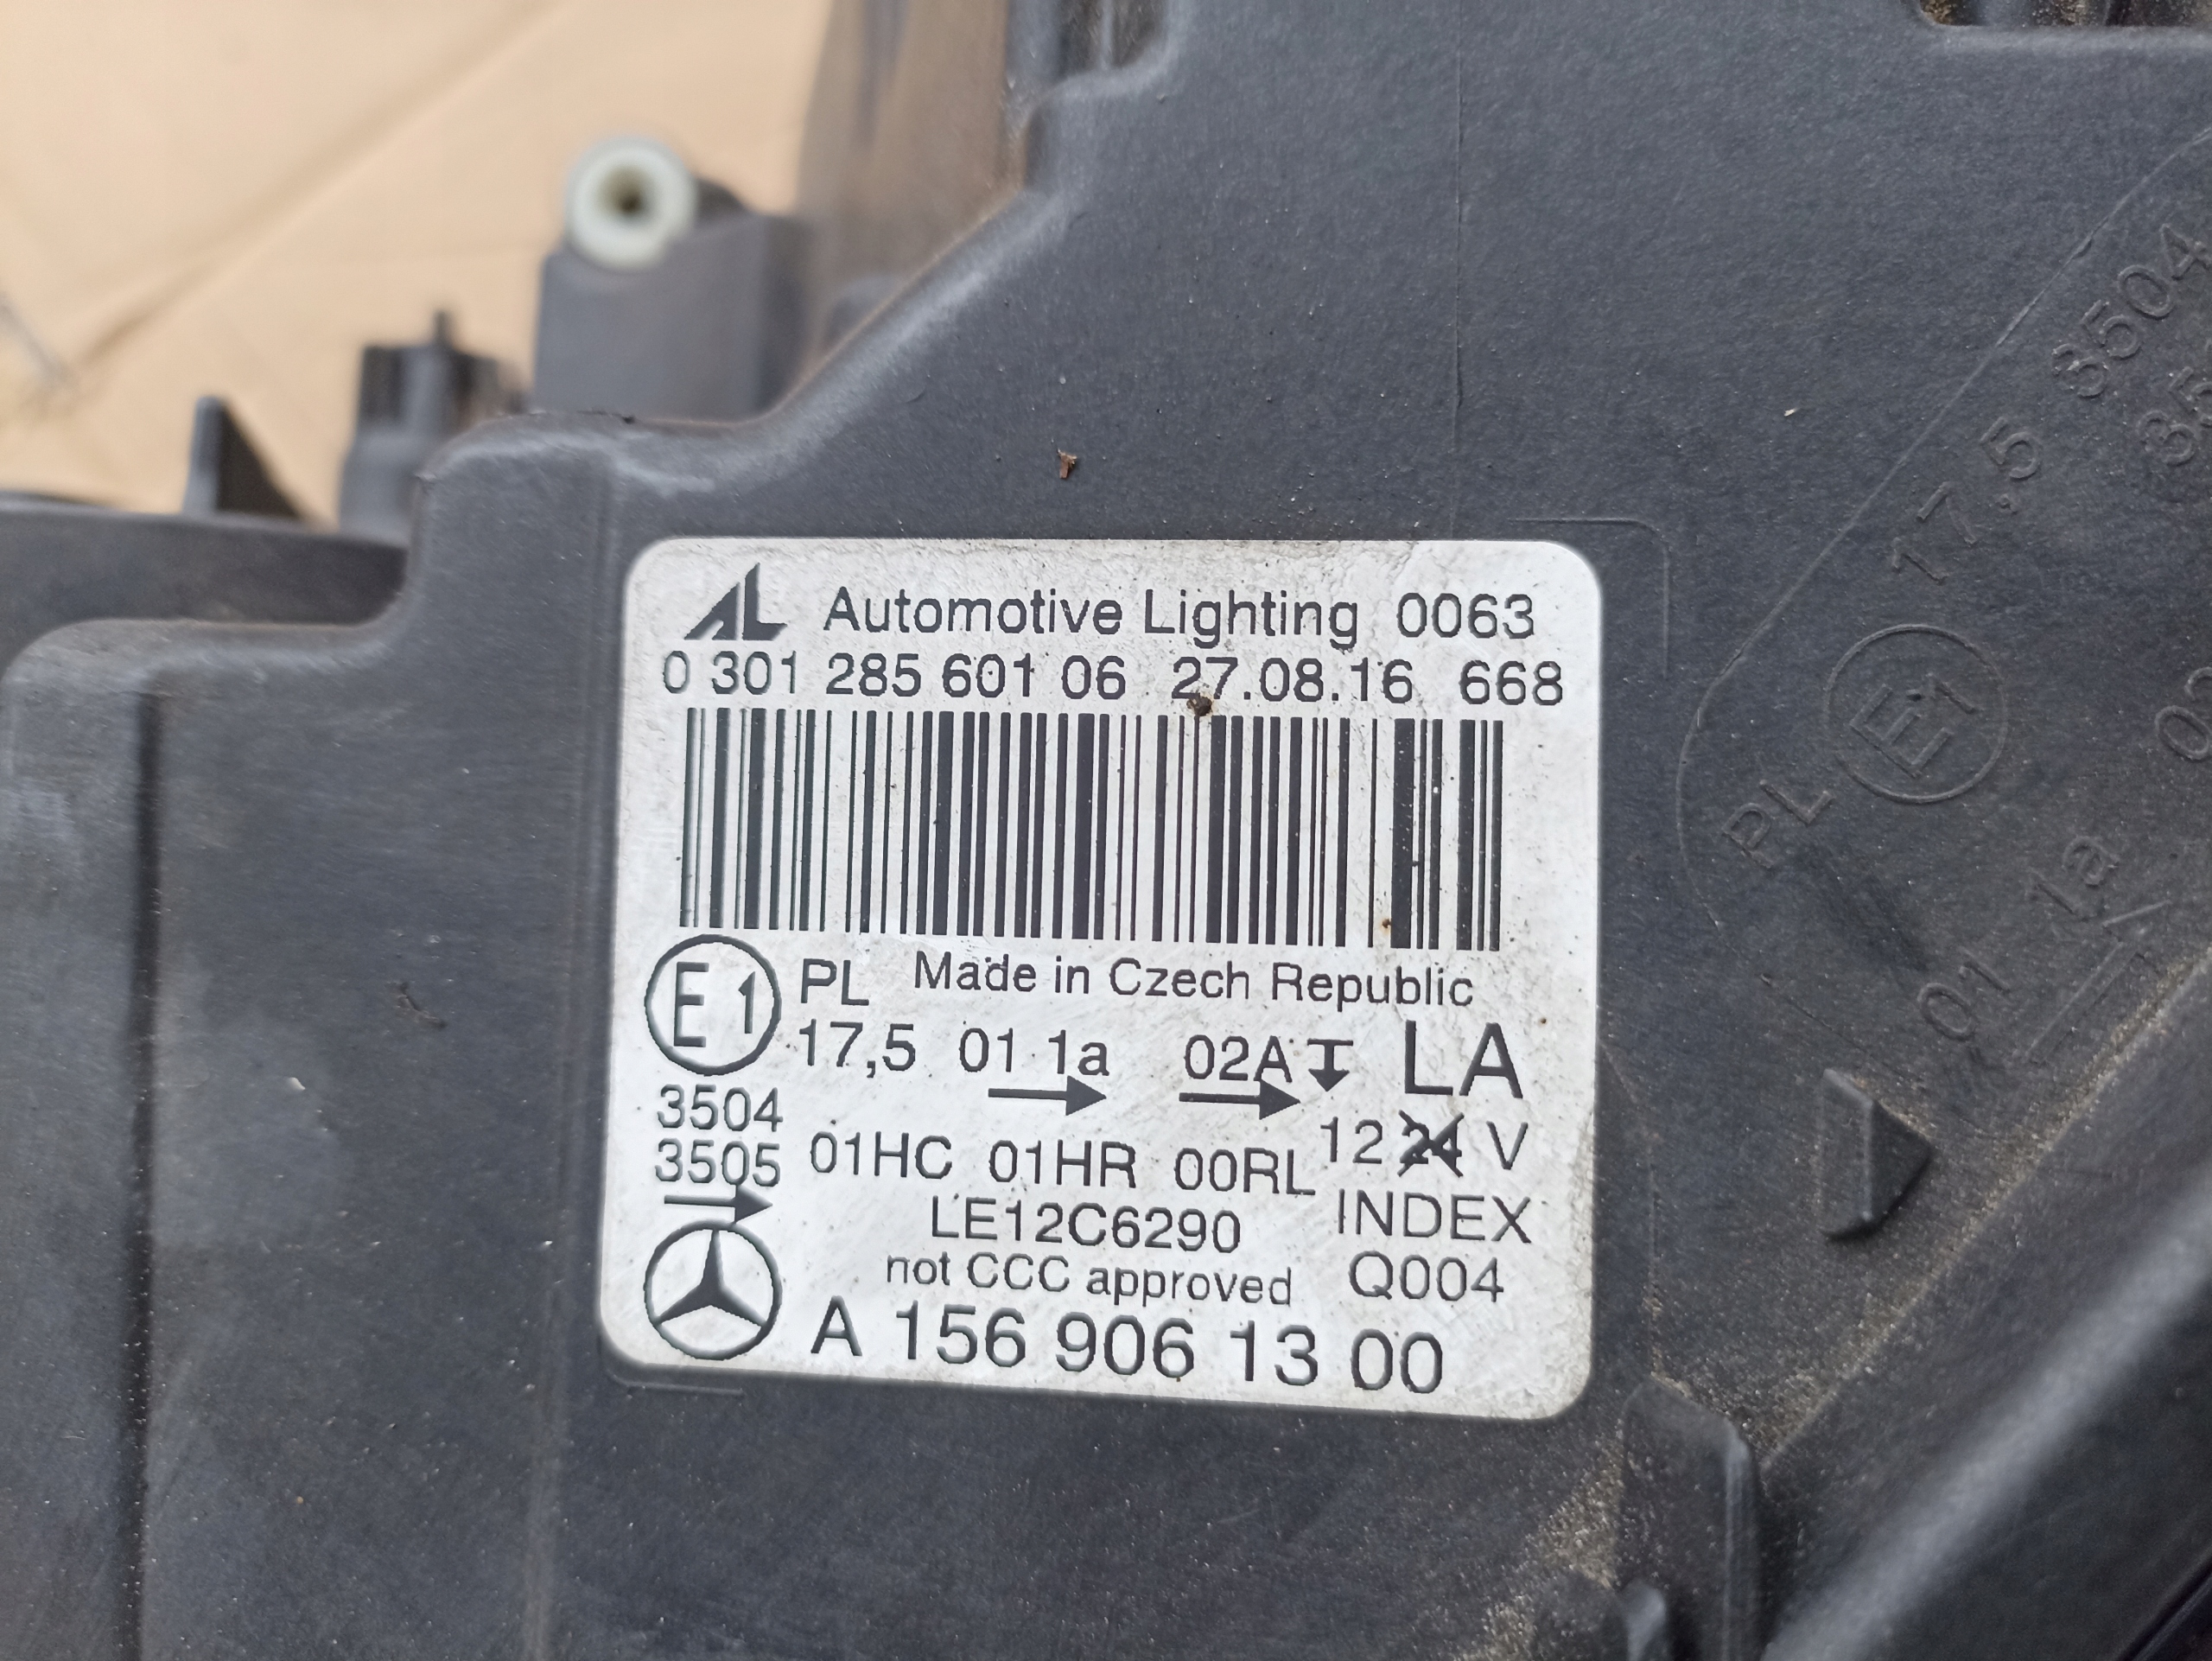 AL Automotive Lighting 0063
0 301 285 601 06 27.08.16 668
E1 PL Made in Czech Republic
17,5 01 1a 02A LA
3504
3505 01HC 01HR 00RL 12 24 V
LE12C6290 INDEX
not CCC approved Q004
A 156 906 13 00
17,5 3504
PL E1
01 1a